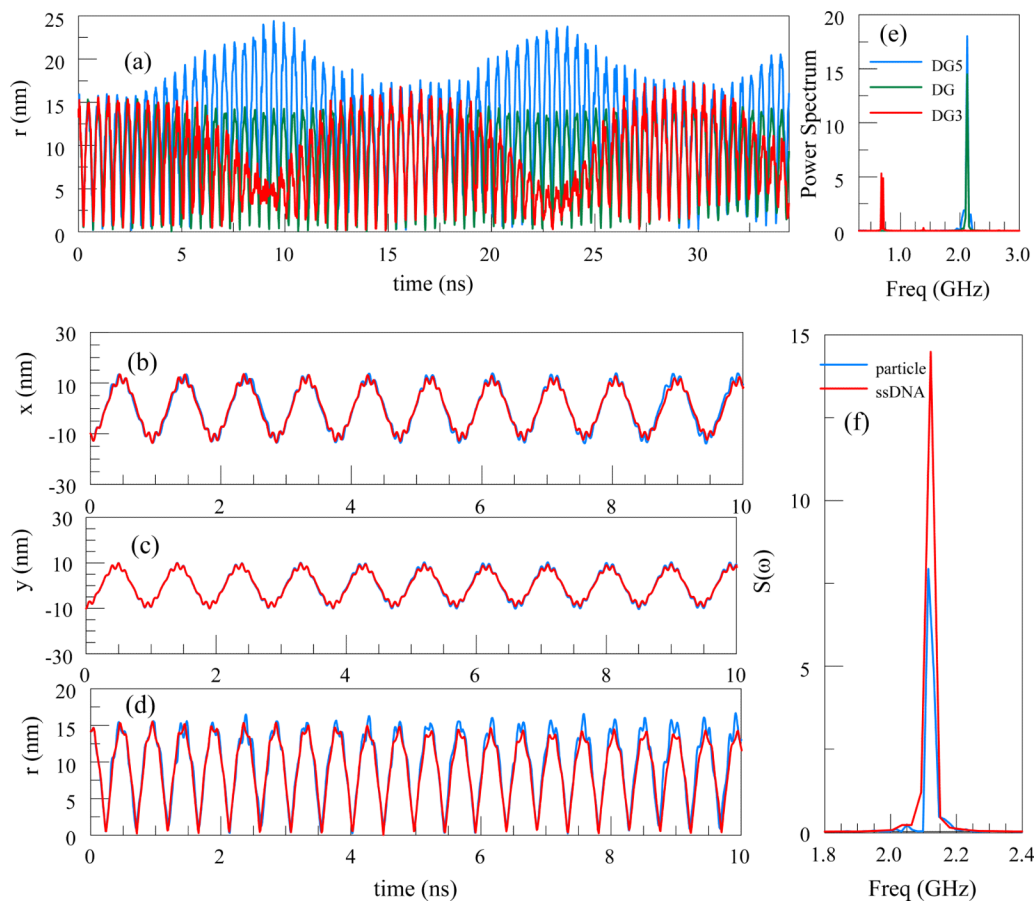 (a)
r (nm)
25
20
15
10
5
0
0 5 10 15 20 25 30
time (ns)
(e)
Power Spectrum
20
18
15
10
5
0
DG5
DG
DG3
1.0 2.0 3.0
Freq (GHz)
(b)
x (nm)
30
10
-10
-30
0 2 4 6 8 10
(c)
y (nm)
30
10
-10
-30
0 2 4 6 8 10
(d)
r (nm)
20
15
10
5
0
0 2 4 6 8 10
time (ns)
(f)
S(ω)
15
10
5
0
particle
ssDNA
1.8 2.0 2.2 2.4
Freq (GHz)